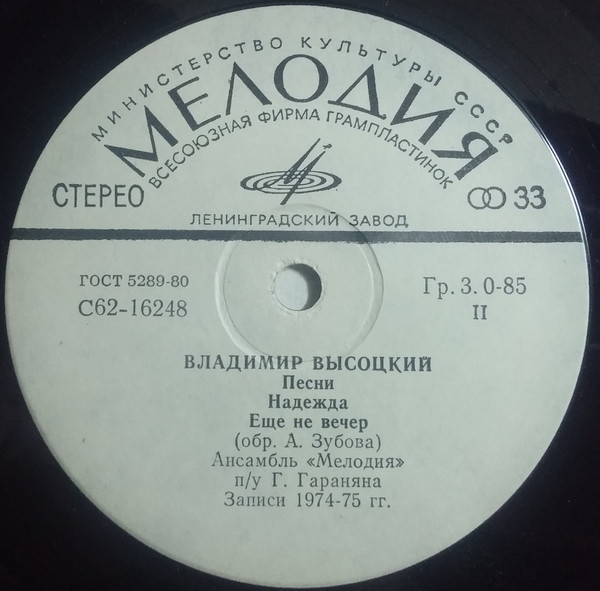 МИНИСТЕРСТВО КУЛЬТУРЫ СССР
МЕЛОДИЯ
ВСЕСОЮЗНАЯ ФИРМА ГРАМПЛАСТИНОК
СТЕРЕО
33
ЛЕНИНГРАДСКИЙ ЗАВОД
ГОСТ 5289-80
Гр. 3. 0-85
С62-16248
II
ВЛАДИМИР ВЫСОЦКИЙ
Песни
Надежда
Еще не вечер
(обр. А. Зубова)
Ансамбль «Мелодия»
п/у Г. Гараняна
Записи 1974-75 гг.